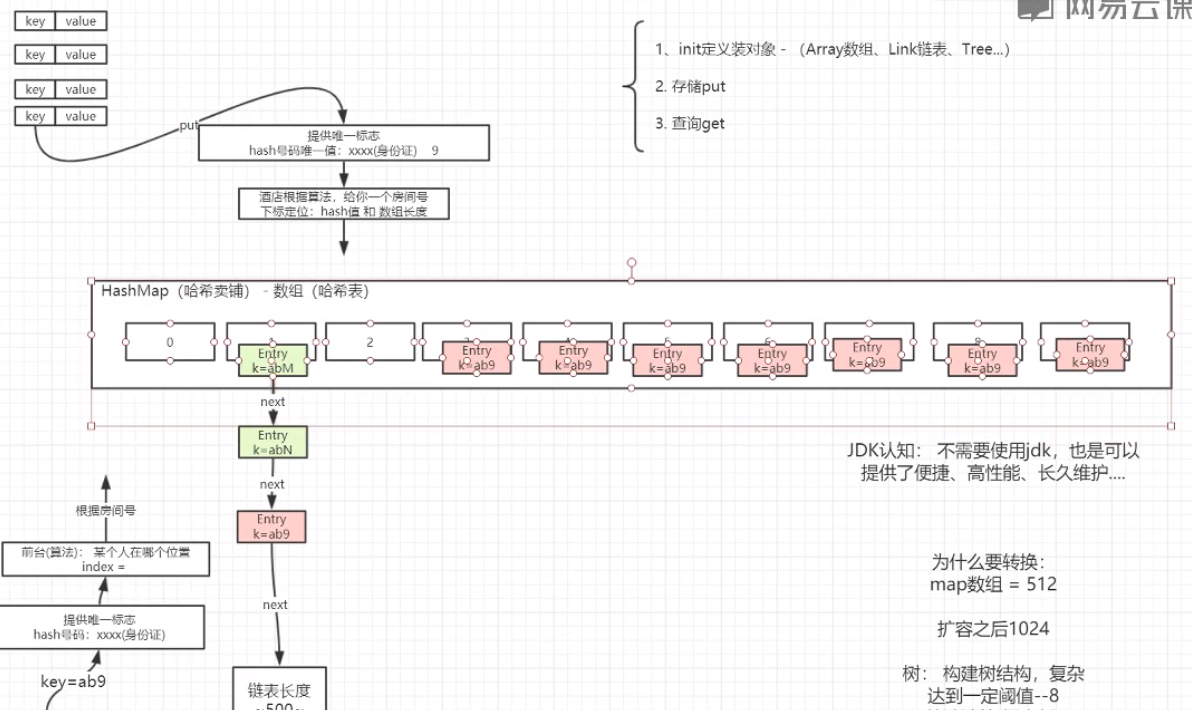 网易云课
key value
key value
key value
key value
put
提供唯一标志
hash号码唯一值：xxxx(身份证) 9
酒店根据算法，给你一个房间号
下标定位：hash值 和 数组长度
1、init定义装对象 - （Array数组、Link链表、Tree...）
2. 存储put
3. 查询get
HashMap（哈希卖铺） - 数组（哈希表）
0
2
Entry
k=abM
Entry
k=ab9
Entry
k=ab9
Entry
k=ab9
Entry
k=ab9
Entry
k=ab9
Entry
k=ab9
Entry
k=ab9
next
Entry
k=abN
next
Entry
k=ab9
next
链表长度
根据房间号
前台(算法)： 某个人在哪个位置
index =
提供唯一标志
hash号码：xxxx(身份证)
key=ab9
JDK认知： 不需要使用jdk，也是可以
提供了便捷、高性能、长久维护....
为什么要转换：
map数组 = 512
扩容之后1024
树： 构建树结构，复杂
达到一定阈值--8